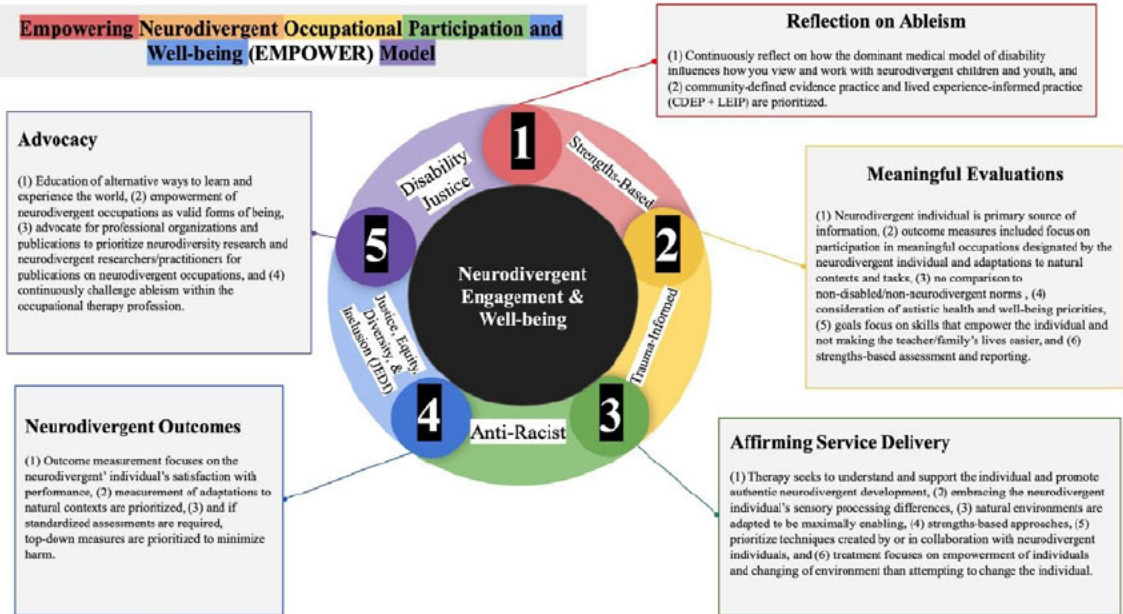 Empowering Neurodivergent Occupational Participation and
Well-being (EMPOWER) Model
Reflection on Ableism
(1) Continuously reflect on how the dominant medical model of disability
influences how you view and work with neurodivergent children and youth, and
(2) community-defined evidence practice and lived experience-informed practice
(CDEP + LEIP) are prioritized.
Meaningful Evaluations
(1) Neurodivergent individual is primary source of
information, (2) outcome measures included focus on
participation in meaningful occupations designated by the
neurodivergent individual and adaptations to natural
contexts and tasks, (3) no comparison to
non-disabled/non-neurodivergent norms , (4)
consideration of autistic health and well-being priorities,
(5) goals focus on skills that empower the individual and
not making the teacher/family's lives easier, and (6)
strengths-based assessment and reporting.
Affirming Service Delivery
(1) Therapy seeks to understand and support the individual and promote
authentic neurodivergent development, (2) embracing the neurodivergent
individual's sensory processing differences, (3) natural environments are
adapted to be maximally enabling, (4) strengths-based approaches, (5)
prioritize techniques created by or in collaboration with neurodivergent
individuals, and (6) treatment focuses on empowerment of individuals
and changing of environment than attempting to change the individual.
Neurodivergent Outcomes
(1) Outcome measurement focuses on the
neurodivergent' individual's satisfaction with
performance, (2) measurement of adaptations to
natural contexts are prioritized, (3) and if
standardized assessments are required,
top-down measures are prioritized to minimize
harm.
Advocacy
(1) Education of alternative ways to learn and
experience the world, (2) empowerment of
neurodivergent occupations as valid forms of being,
(3) advocate for professional organizations and
publications to prioritize neurodiversity research and
neurodivergent researchers/practitioners for
publications on neurodivergent occupations, and (4)
continuously challenge ableism within the
occupational therapy profession.
1
Strengths-Based
2
Trauma-Informed
3
Anti-Racist
4
Justice, Equity,
Diversity, &
Inclusion (JEDI)
5
Disability
Justice
Neurodivergent
Engagement &
Well-being